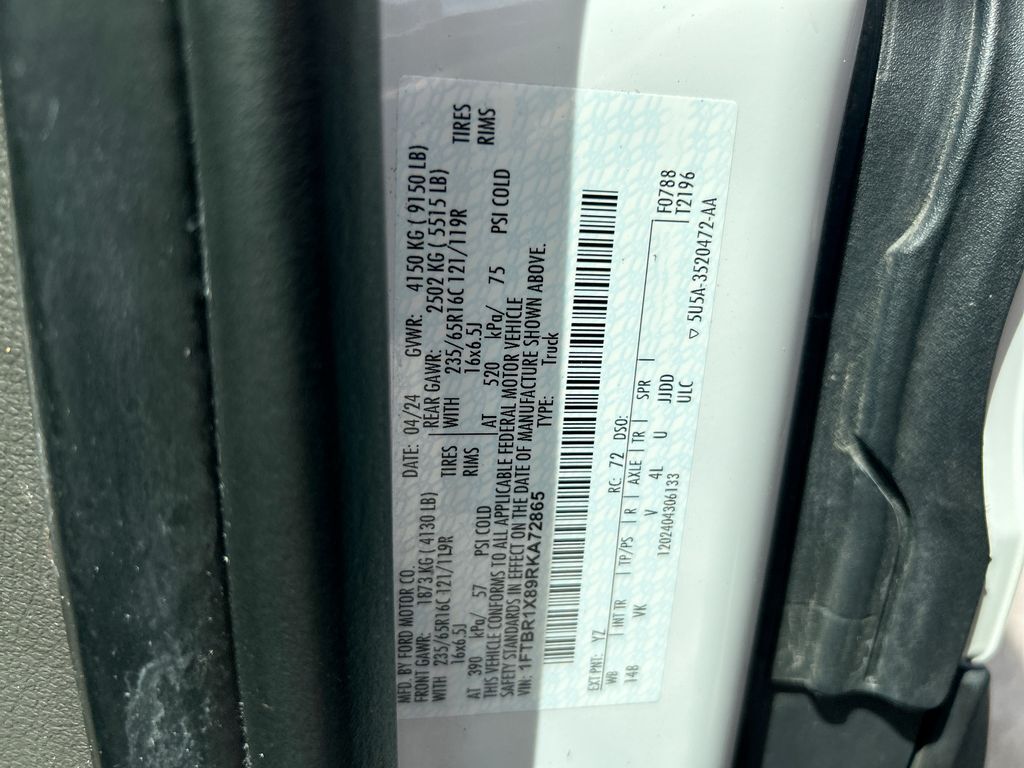 MFD. BY FORD MOTOR CO.
DATE: 04/24 GVWR: 4150 KG ( 9150 LB)
FRONT GAWR: 1873 KG ( 4130 LB) REAR GAWR: 2502 KG ( 5515 LB)
WITH 235/65R16C 121/119R TIRES WITH 235/65R16C 121/119R TIRES
16x6.5J RIMS 16x6.5J RIMS
AT 390 kPa/ 57 PSI COLD AT 520 kPa/ 75 PSI COLD
THIS VEHICLE CONFORMS TO ALL APPLICABLE FEDERAL MOTOR VEHICLE
SAFETY STANDARDS IN EFFECT ON THE DATE OF MANUFACTURE SHOWN ABOVE.
VIN: 1FTBR1X89RKA72865 TYPE: Truck
EXT PNT: YZ RC: 72 DSO: F0788
WB INT TR TP/PS R AXLE TR SPR T2196
148 VK V 4L U JJDD
1202404306133 ULC
▽ 5U5A-3520472-AA